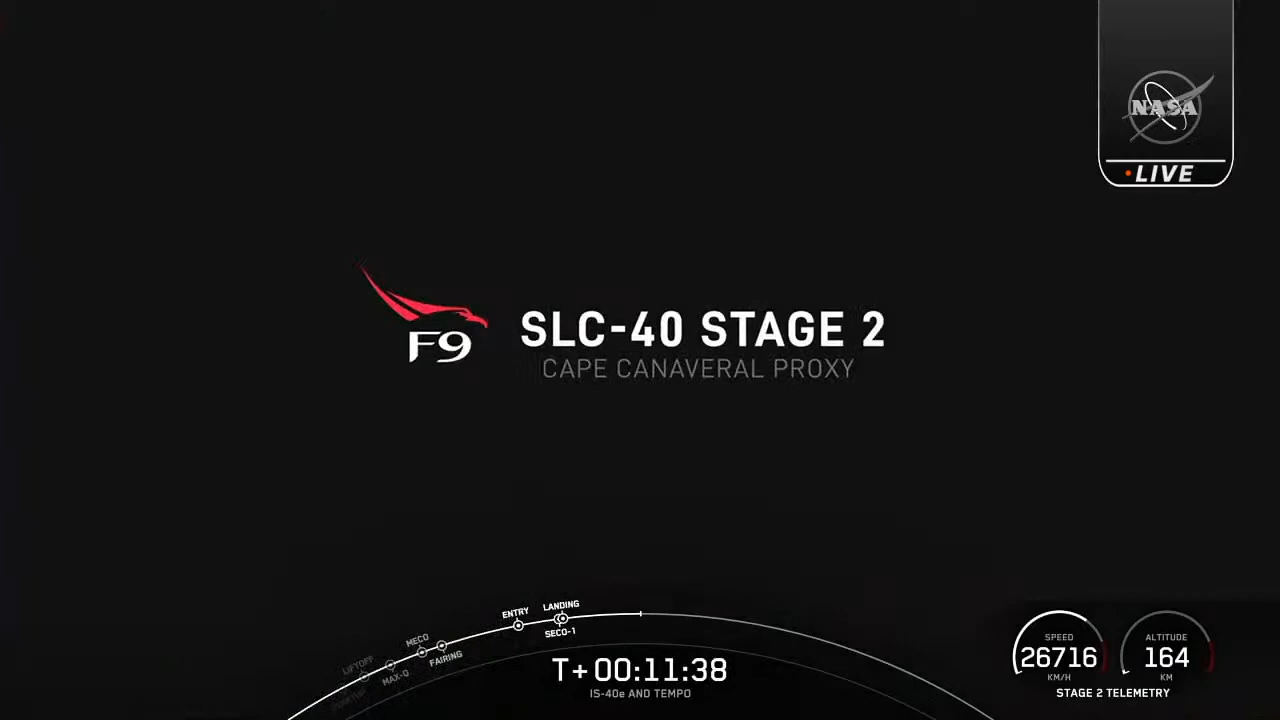 NASA
LIVE
F9
SLC-40 STAGE 2
CAPE CANAVERAL PROXY
ENTRY
LANDING
SECO-1
MECO
FAIRING
LIFTOFF
MAX-Q
T+00:11:38
IS-40e AND TEMPO
SPEED
26716
KM/H
ALTITUDE
164
KM
STAGE 2 TELEMETRY